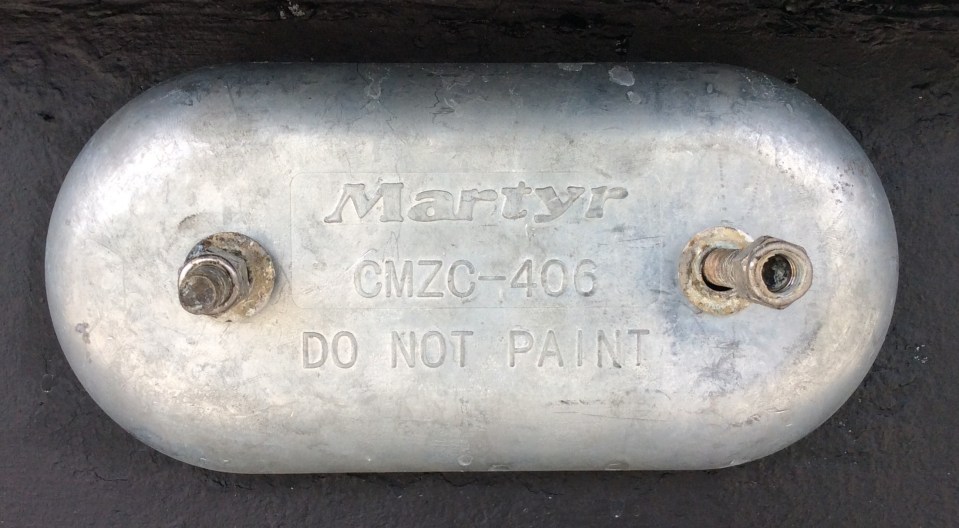 Martyr
CMZC-406
DO NOT PAINT